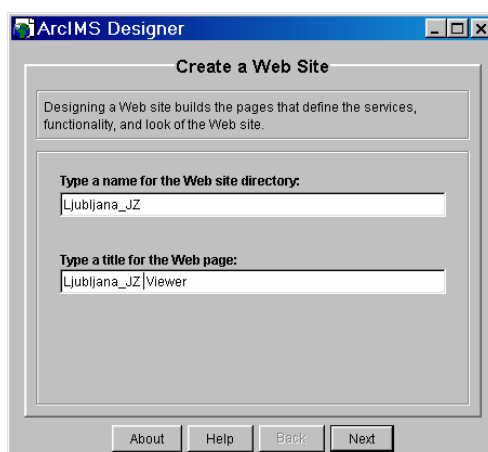 ArcIMS Designer
Create a Web Site
Designing a Web site builds the pages that define the services,
functionality, and look of the Web site.
Type a name for the Web site directory:
Ljubljana_JZ
Type a title for the Web page:
Ljubljana_JZ Viewer
About Help Back Next